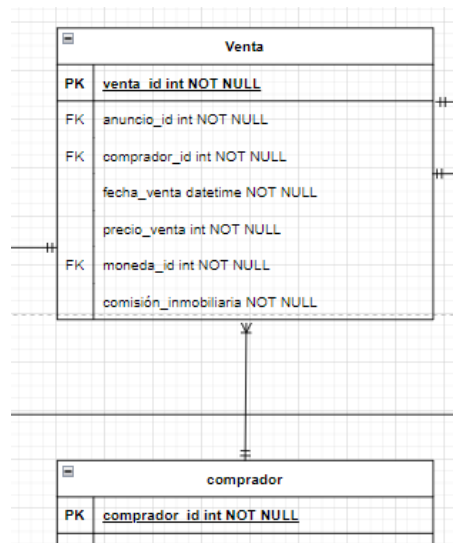 Venta
PK venta_id int NOT NULL
FK anuncio_id int NOT NULL
FK comprador_id int NOT NULL
fecha_venta datetime NOT NULL
precio_venta int NOT NULL
FK moneda_id int NOT NULL
comisión_inmobiliaria NOT NULL
comprador
PK comprador_id int NOT NULL